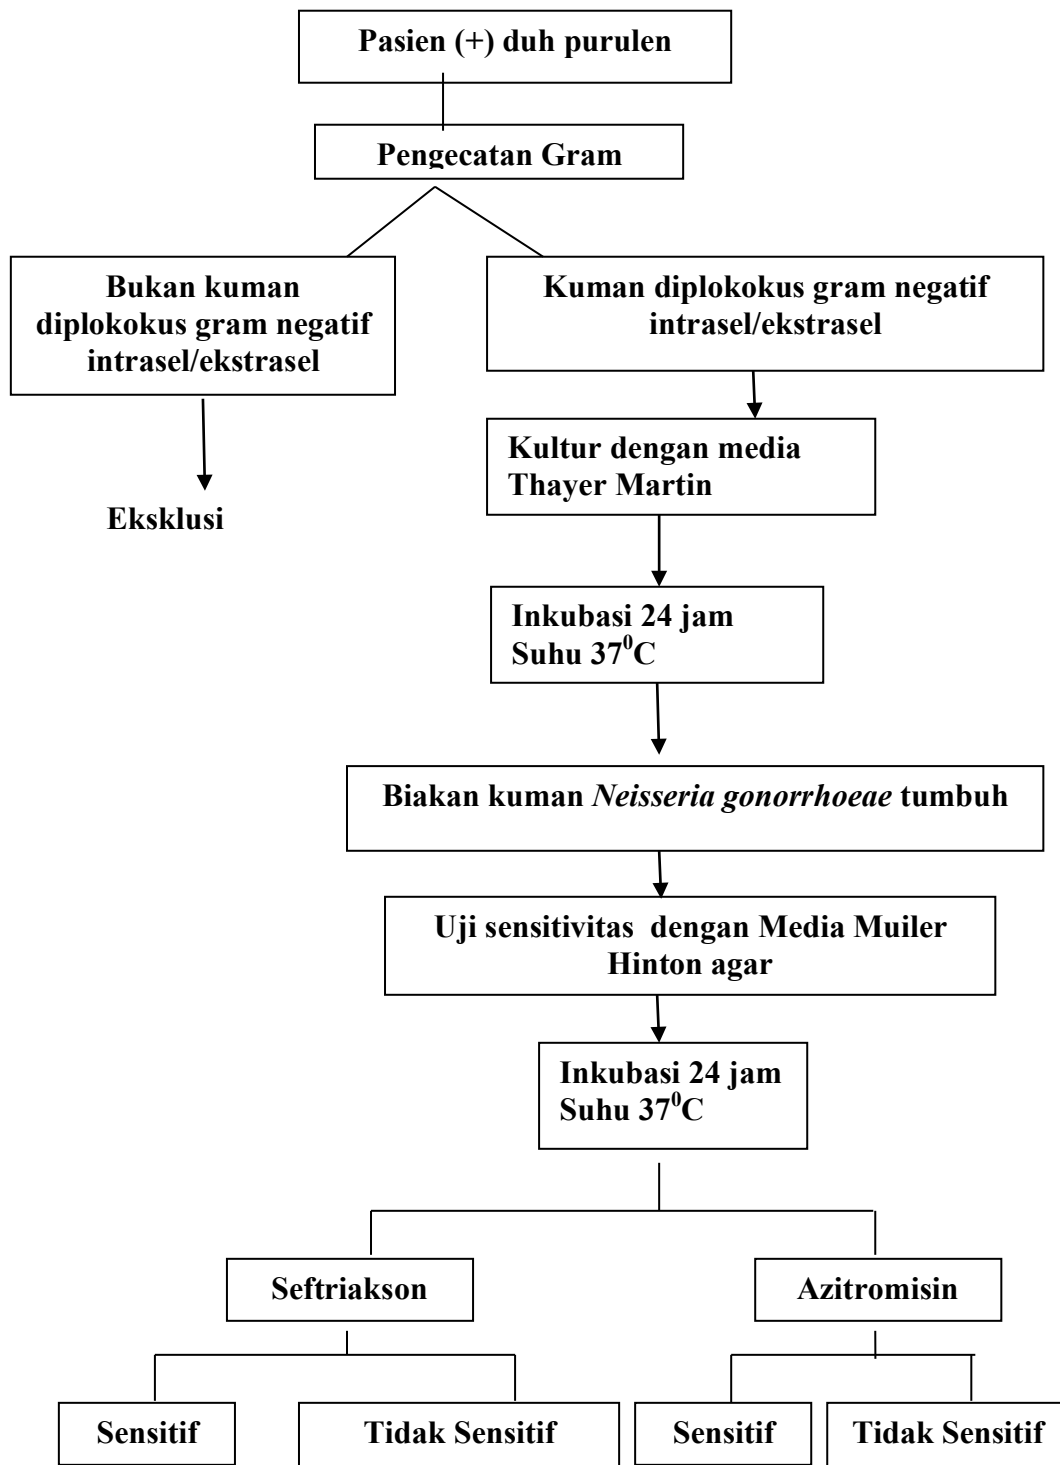 Pasien (+) duh purulen
Pengecatan Gram
Bukan kuman
diplokokus gram negatif
intrasel/ekstrasel
Kuman diplokokus gram negatif
intrasel/ekstrasel
Kultur dengan media
Thayer Martin
Eksklusi
Inkubasi 24 jam
Suhu 37⁰C
Biakan kuman Neisseria gonorrhoeae tumbuh
Uji sensitivitas dengan Media Muiler
Hinton agar
Inkubasi 24 jam
Suhu 37⁰C
Seftriakson
Azitromisin
Sensitif
Tidak Sensitif
Sensitif
Tidak Sensitif